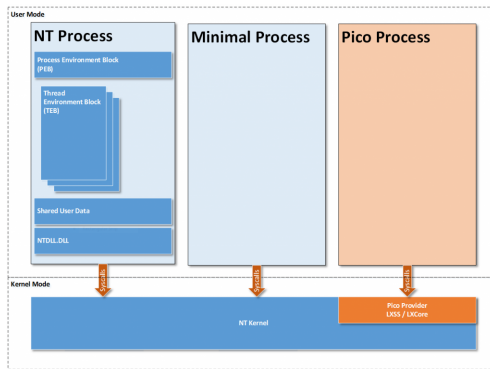 User Mode
NT Process
Minimal Process
Pico Process
Process Environment Block
(PEB)
Thread
Environment Block
(TEB)
Shared User Data
NTDLL.DLL
Syscalls
Syscalls
Syscalls
Kernel Mode
NT Kernel
Pico Provider
LXSS / LXCore